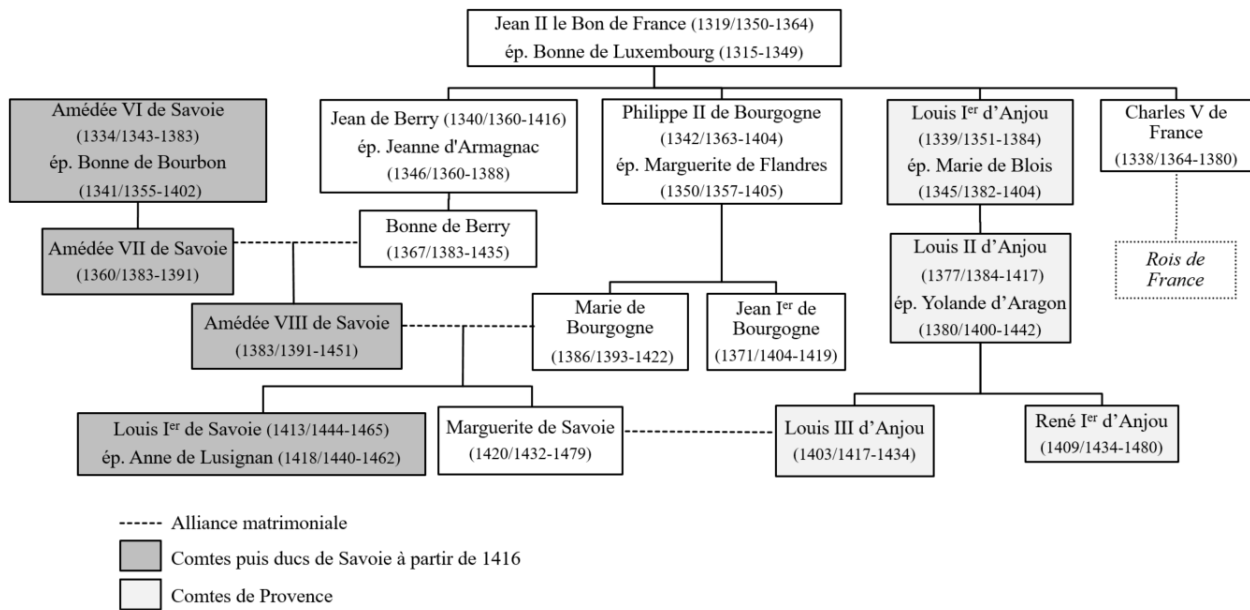 Jean II le Bon de France (1319/1350-1364)
ép. Bonne de Luxembourg (1315-1349)
Amédée VI de Savoie
(1334/1343-1383)
ép. Bonne de Bourbon
(1341/1355-1402)
Jean de Berry (1340/1360-1416)
ép. Jeanne d'Armagnac
(1346/1360-1388)
Philippe II de Bourgogne
(1342/1363-1404)
ép. Marguerite de Flandres
(1350/1357-1405)
Louis Ier d’Anjou
(1339/1351-1384)
ép. Marie de Blois
(1345/1382-1404)
Charles V de
France
(1338/1364-1380)
Amédée VII de Savoie
(1360/1383-1391)
Bonne de Berry
(1367/1383-1435)
Louis II d’Anjou
(1377/1384-1417)
ép. Yolande d’Aragon
(1380/1400-1442)
Rois de
France
Amédée VIII de Savoie
(1383/1391-1451)
Marie de
Bourgogne
(1386/1393-1422)
Jean Ier de
Bourgogne
(1371/1404-1419)
Louis Ier de Savoie (1413/1444-1465)
ép. Anne de Lusignan (1418/1440-1462)
Marguerite de Savoie
(1420/1432-1479)
Louis III d’Anjou
(1403/1417-1434)
René Ier d’Anjou
(1409/1434-1480)
Alliance matrimoniale
Comtes puis ducs de Savoie à partir de 1416
Comtes de Provence